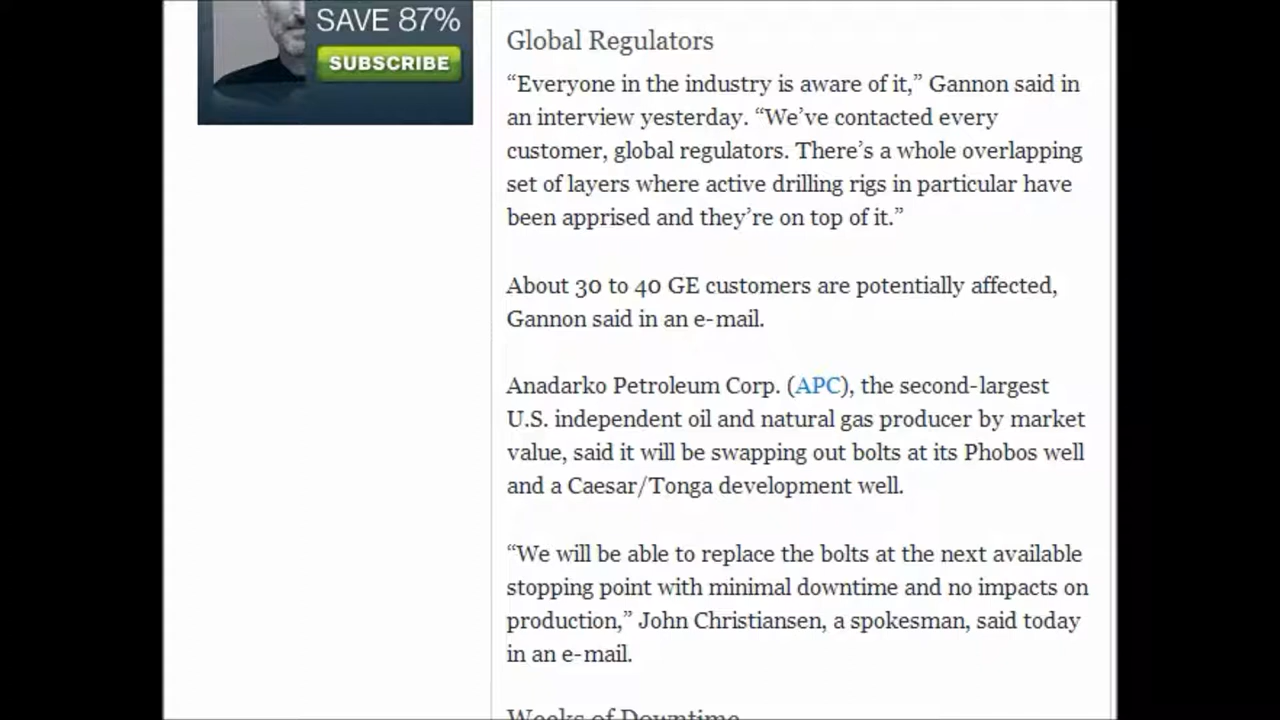 SAVE 87%
SUBSCRIBE
Global Regulators
“Everyone in the industry is aware of it,” Gannon said in
an interview yesterday. “We’ve contacted every
customer, global regulators. There’s a whole overlapping
set of layers where active drilling rigs in particular have
been apprised and they’re on top of it.”
About 30 to 40 GE customers are potentially affected,
Gannon said in an e-mail.
Anadarko Petroleum Corp. (APC), the second-largest
U.S. independent oil and natural gas producer by market
value, said it will be swapping out bolts at its Phobos well
and a Caesar/Tonga development well.
“We will be able to replace the bolts at the next available
stopping point with minimal downtime and no impacts on
production,” John Christiansen, a spokesman, said today
in an e-mail.
Weeks of Downtime